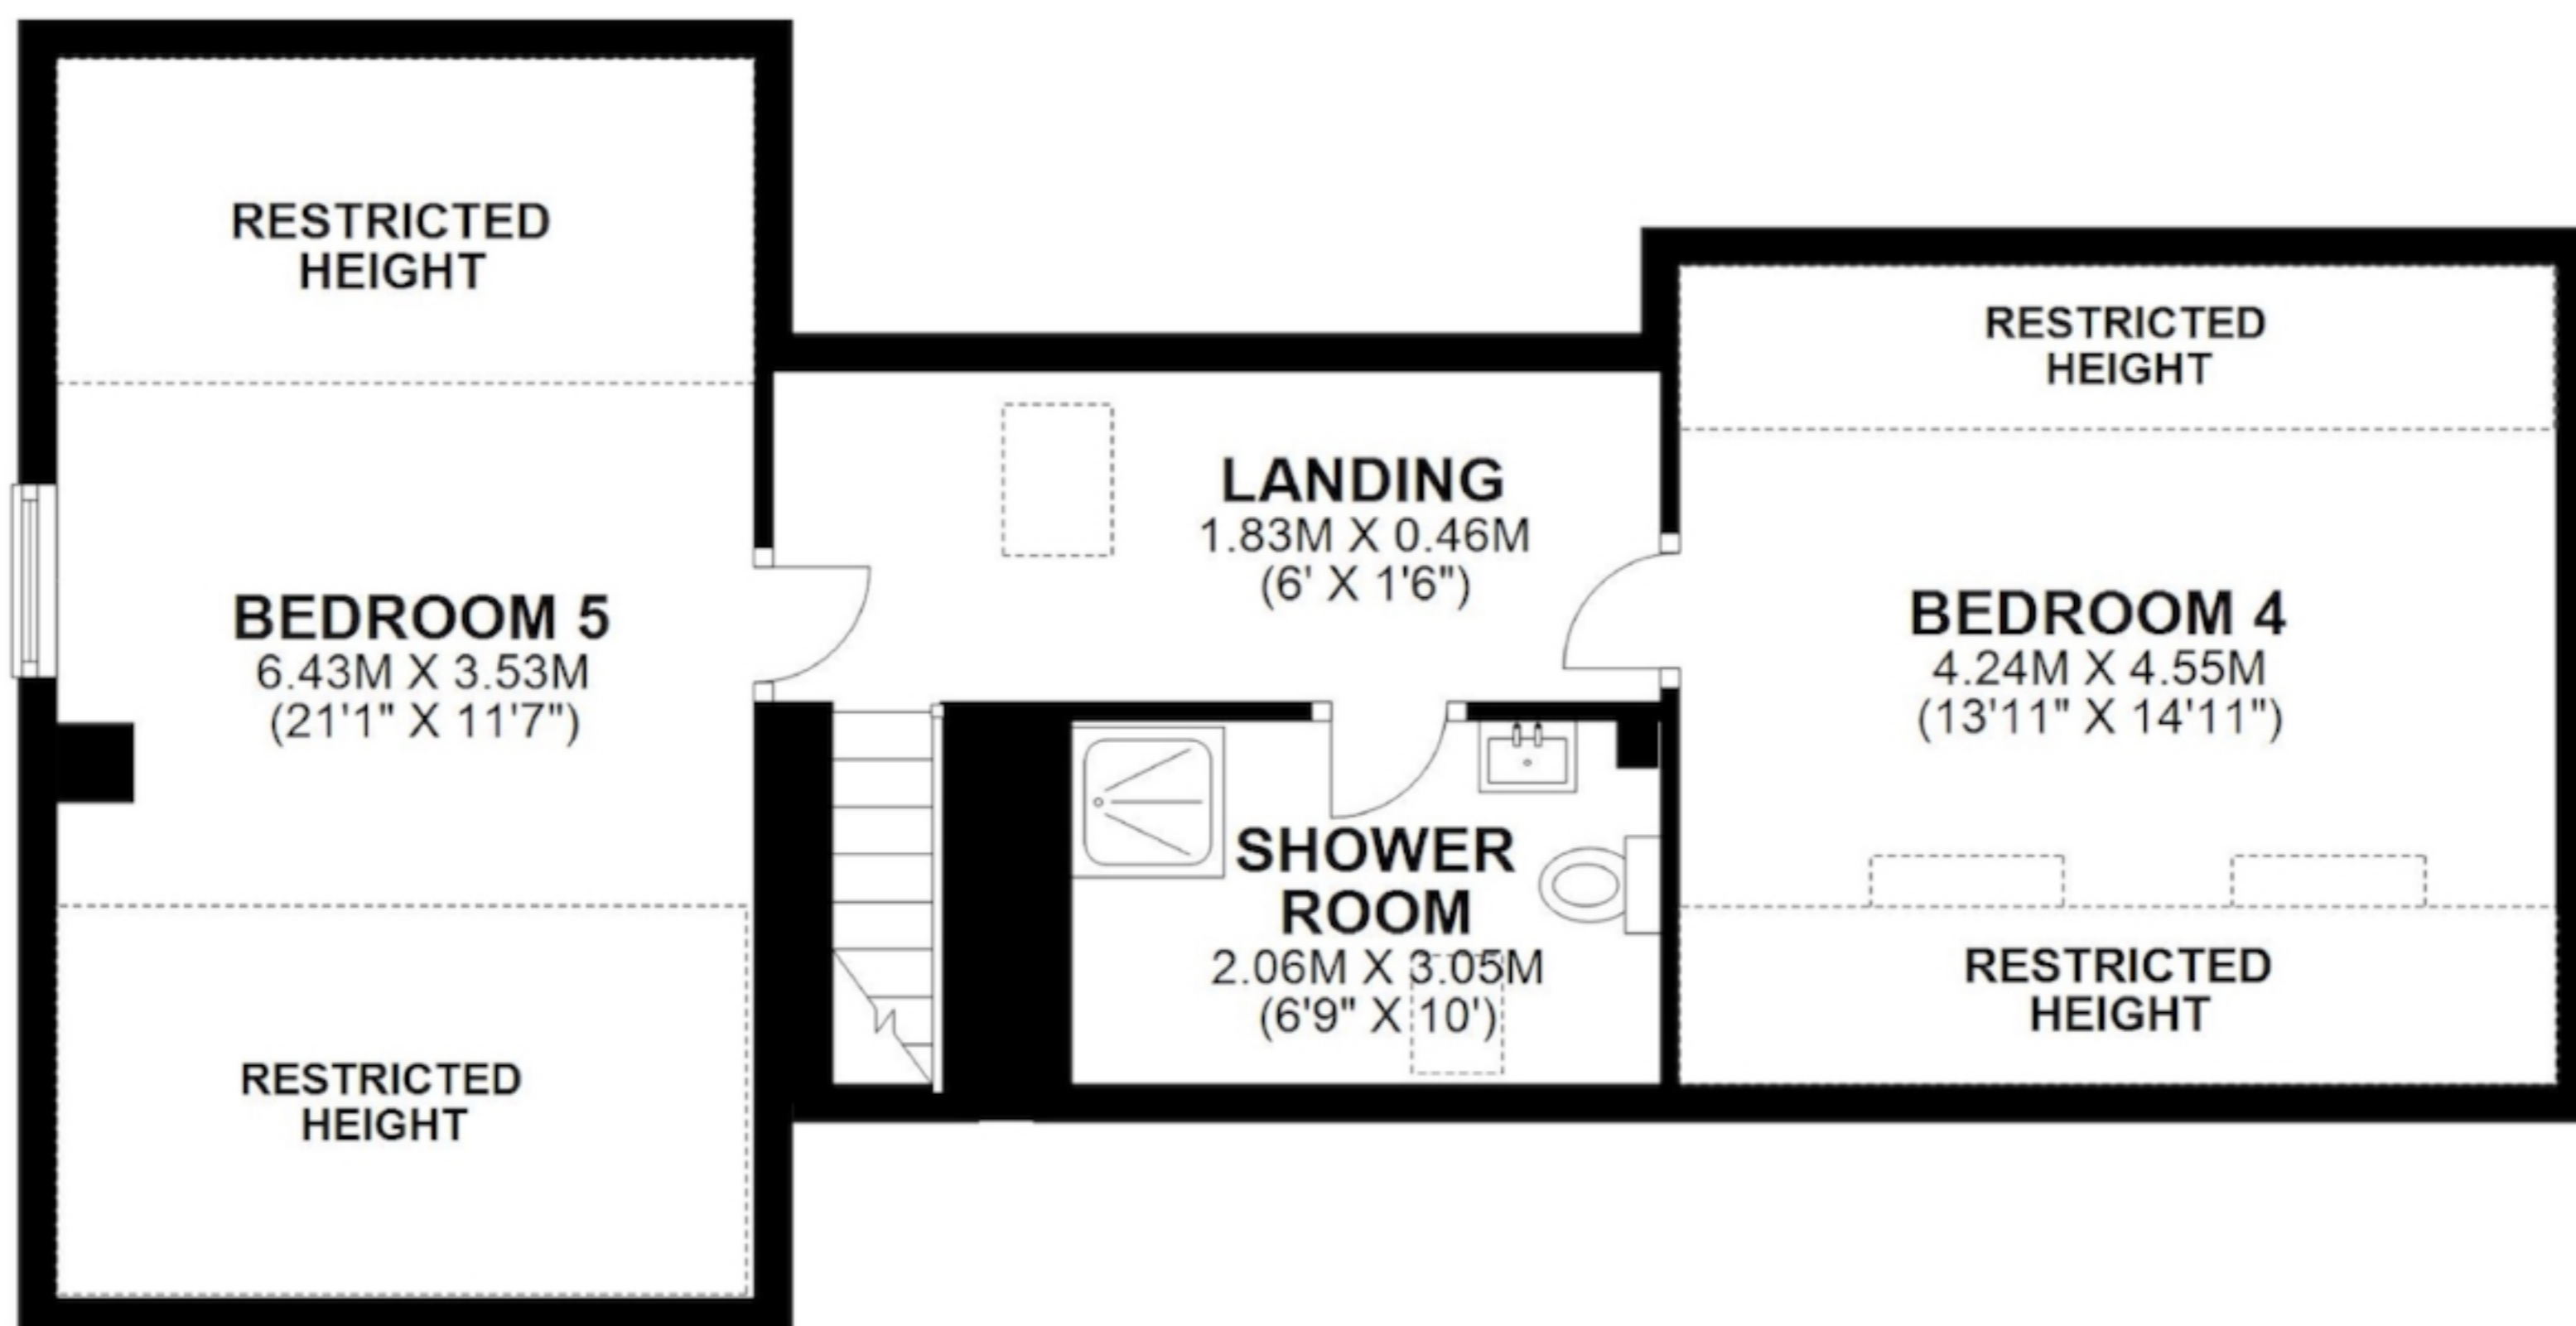 RESTRICTED
HEIGHT
BEDROOM 5
6.43M X 3.53M
(21'1" X 11'7")
RESTRICTED
HEIGHT
LANDING
1.83M X 0.46M
(6' X 1'6")
SHOWER
ROOM
2.06M X 3.05M
(6'9" X 10')
RESTRICTED
HEIGHT
BEDROOM 4
4.24M X 4.55M
(13'11" X 14'11")
RESTRICTED
HEIGHT